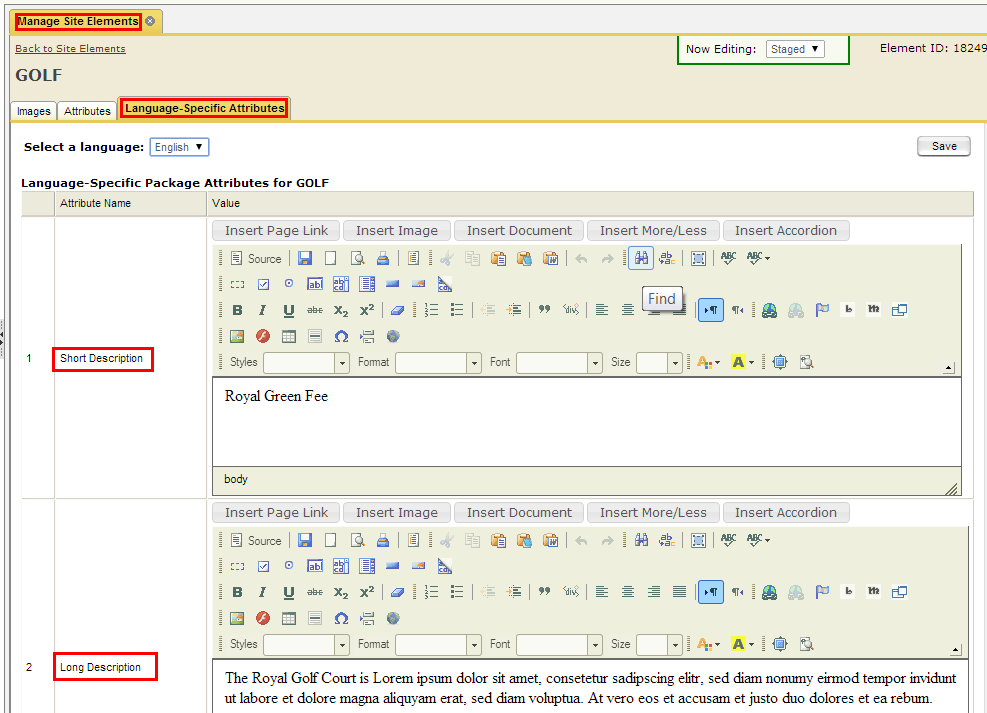 Manage Site Elements
Back to Site Elements
Now Editing: Staged
Element ID: 18249
GOLF
Images Attributes Language-Specific Attributes
Select a language: English
Save
Language-Specific Package Attributes for GOLF
Attribute Name Value
Insert Page Link Insert Image Insert Document Insert More/Less Insert Accordion
Source
Find
Styles Format Font Size
1 Short Description
Royal Green Fee
body
Insert Page Link Insert Image Insert Document Insert More/Less Insert Accordion
Source
Styles Format Font Size
2 Long Description
The Royal Golf Court is Lorem ipsum dolor sit amet, consetetur sadipscing elitr, sed diam nonumy eirmod tempor invidunt
ut labore et dolore magna aliquyam erat, sed diam voluptua. At vero eos et accusam et justo duo dolores et ea rebum.